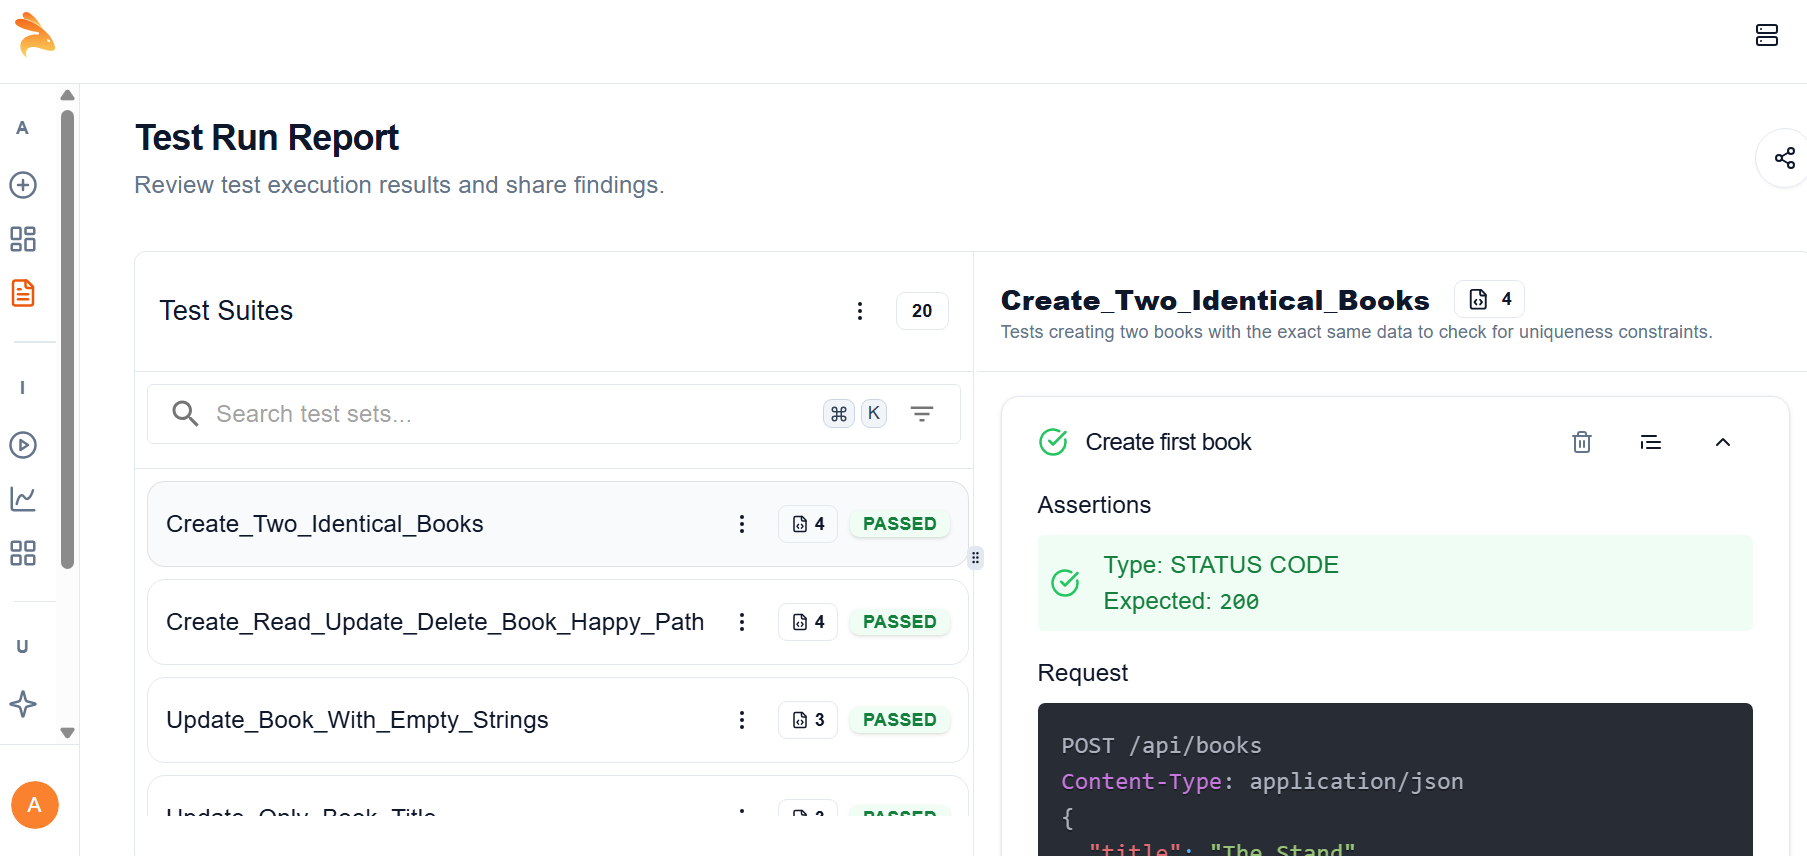 A
I
U
A
Test Run Report
Review test execution results and share findings.
Test Suites
20
Search test sets...
⌘ K
Create_Two_Identical_Books 4 PASSED
Create_Read_Update_Delete_Book_Happy_Path 4 PASSED
Update_Book_With_Empty_Strings 3 PASSED
Update_Only_Book_Title PASSED
Create_Two_Identical_Books 4
Tests creating two books with the exact same data to check for uniqueness constraints.
Create first book
Assertions
Type: STATUS CODE
Expected: 200
Request
POST /api/books
Content-Type: application/json
{
"title": "The Stand"